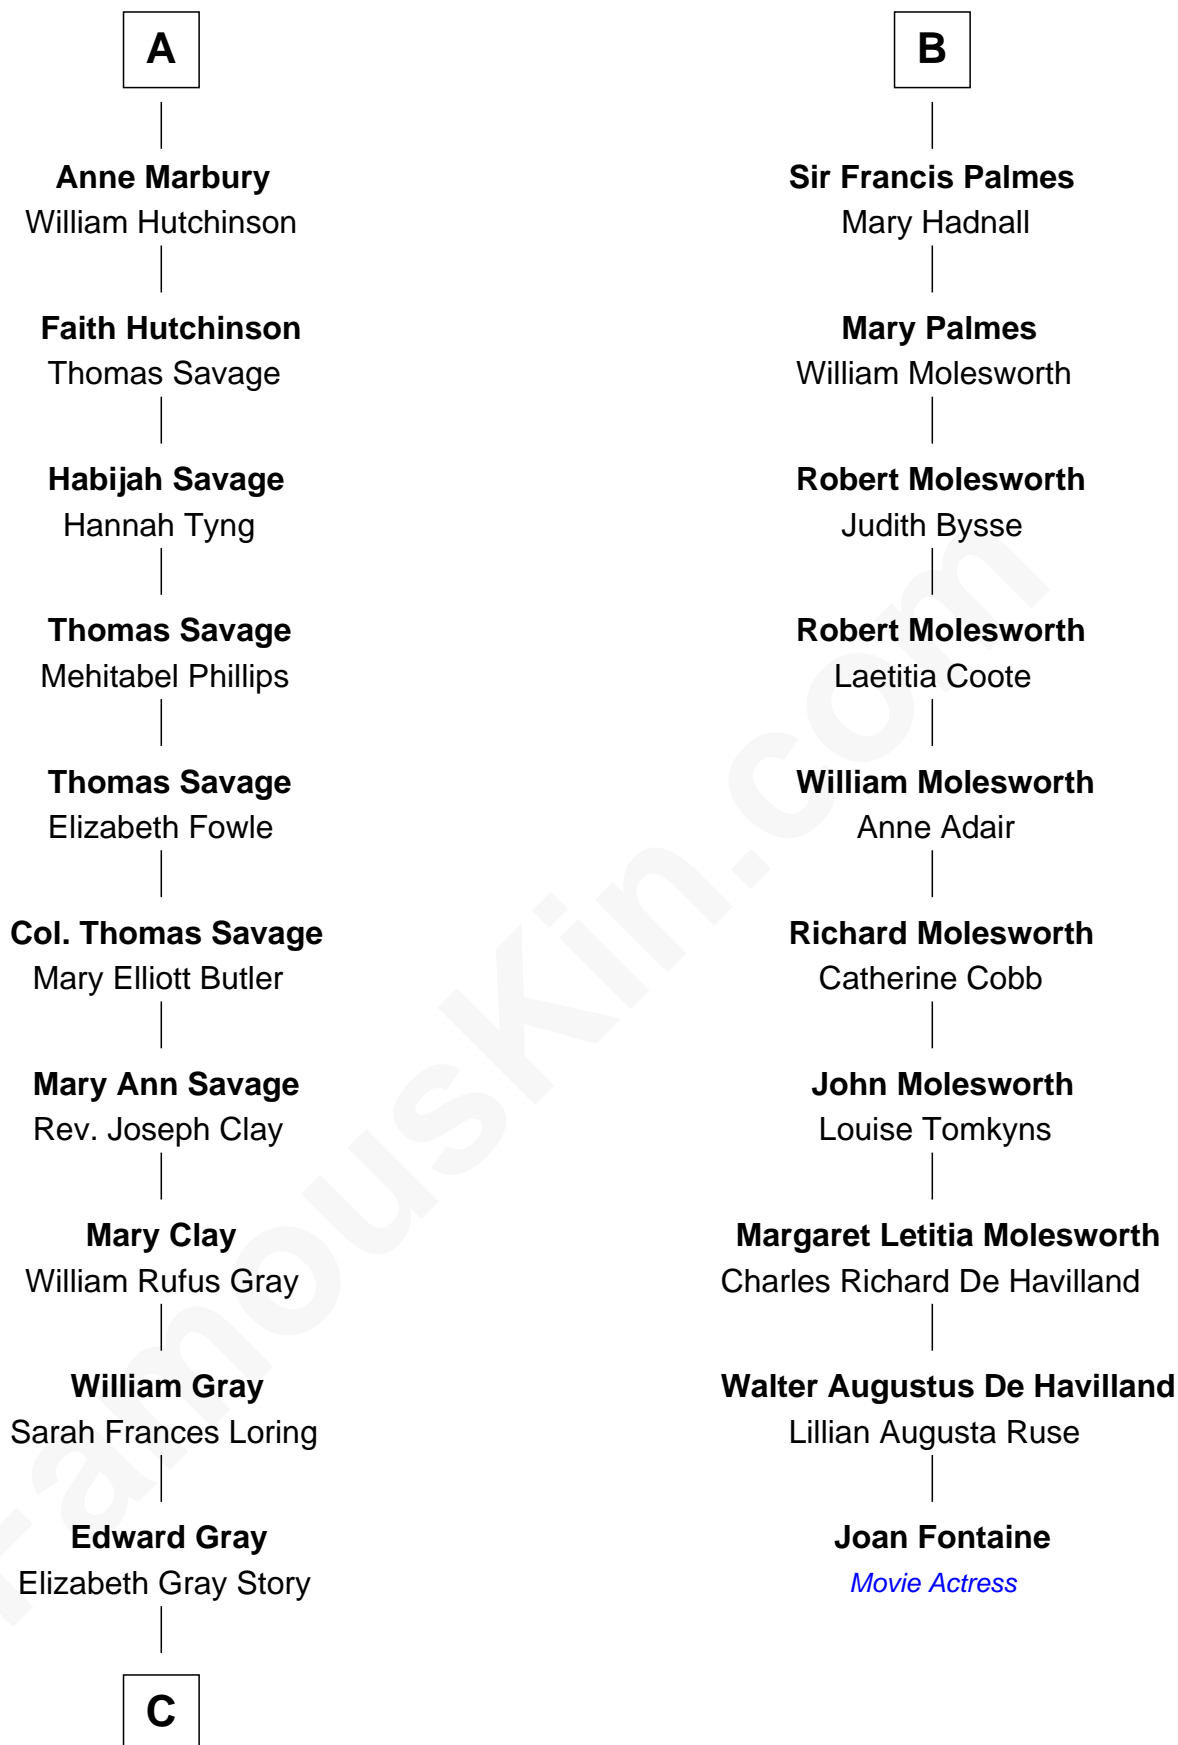 A
Anne Marbury
William Hutchinson
Faith Hutchinson
Thomas Savage
Habijah Savage
Hannah Tyng
Thomas Savage
Mehitabel Phillips
Thomas Savage
Elizabeth Fowle
Col. Thomas Savage
Mary Elliott Butler
Mary Ann Savage
Rev. Joseph Clay
Mary Clay
William Rufus Gray
William Gray
Sarah Frances Loring
Edward Gray
Elizabeth Gray Story
C
B
Sir Francis Palmes
Mary Hadnall
Mary Palmes
William Molesworth
Robert Molesworth
Judith Bysse
Robert Molesworth
Laetitia Coote
William Molesworth
Anne Adair
Richard Molesworth
Catherine Cobb
John Molesworth
Louise Tomkyns
Margaret Letitia Molesworth
Charles Richard De Havilland
Walter Augustus De Havilland
Lillian Augusta Ruse
Joan Fontaine
Movie Actress
FamousKin.com